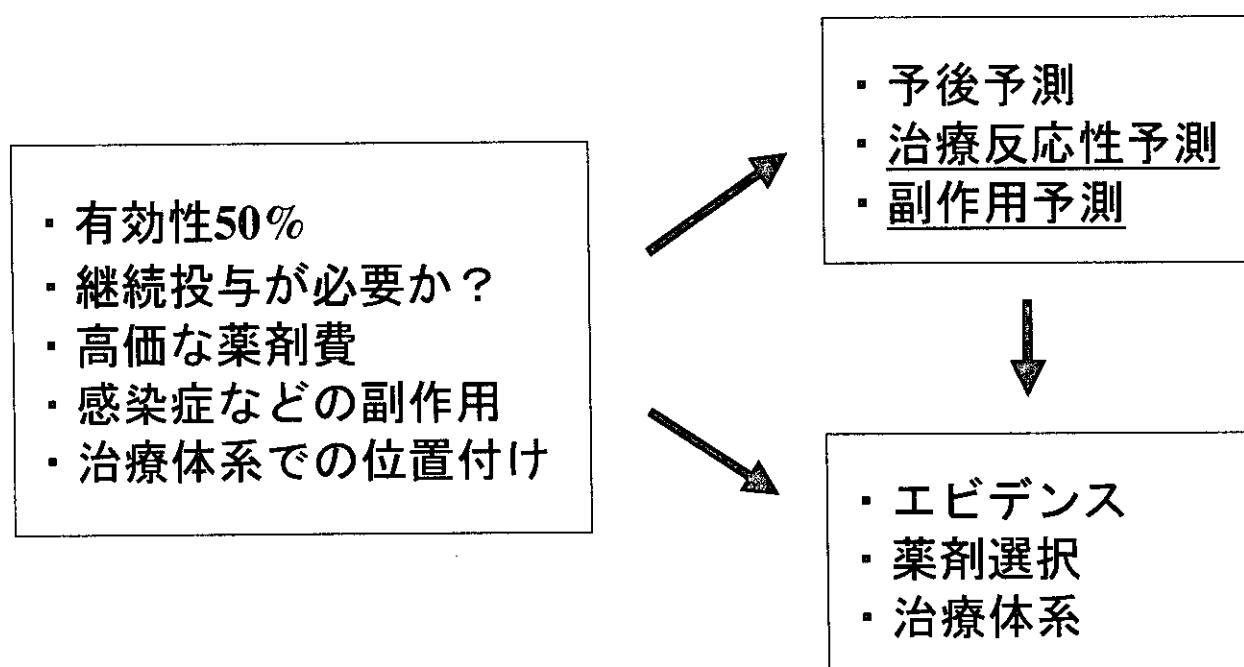 ・有効性50%
・継続投与が必要か?
・高価な薬剤費
・感染症などの副作用
・治療体系での位置付け
・予後予測
・治療反応性予測
・副作用予測
・エビデンス
・薬剤選択
・治療体系